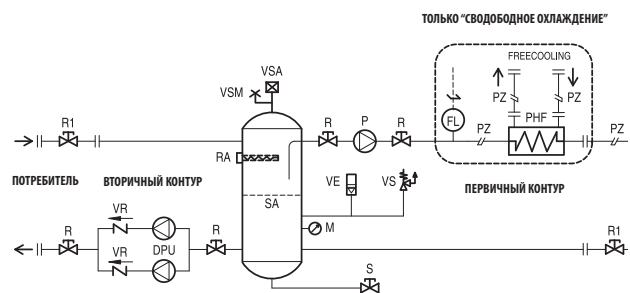 ТОЛЬКО "СВОДОБНОЕ ОХЛАЖДЕНИЕ"
FREECOOLING
VSA
VSM
PZ
PZ
R1
R
P
R
FL
PZ
PHF
PZ
RA
ПОТРЕБИТЕЛЬ
ВТОРИЧНЫЙ КОНТУР
VE
VS
ПЕРВИЧНЫЙ КОНТУР
SA
VR
R
VR
DPU
R
M
R1
S